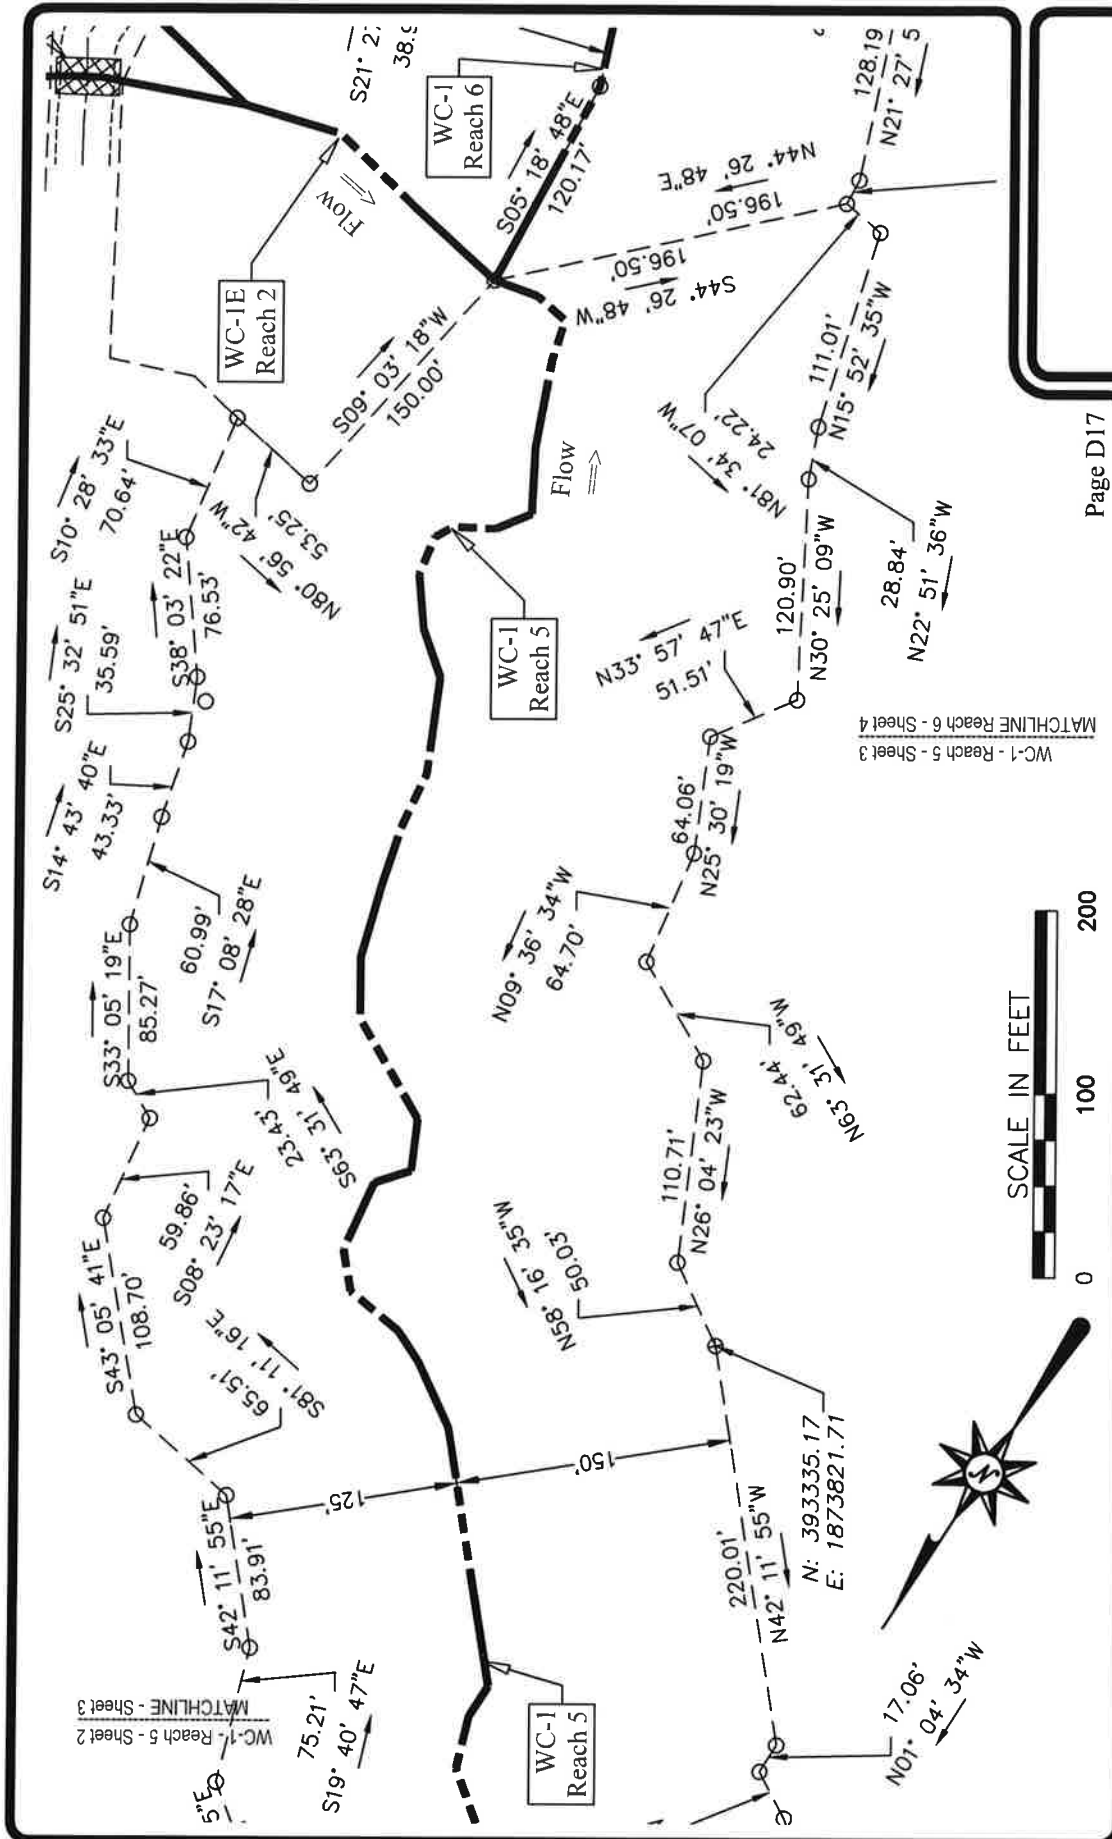 WC-1 - Reach 5 - Sheet 2
MATCHLINE - Sheet 3
5"E
75.21'
S19° 40' 47"E
S42° 11' 55"E
83.91'
S81° 11' 16"E
65.51'
S43° 05' 41"E
108.70'
59.86'
S08° 23' 17"E
23.43'
S63° 31' 49"E
S33° 05' 19"E
85.27'
60.99'
S17° 08' 28"E
S14° 43' 40"E
43.33'
S25° 32' 51"E
35.59'
S38° 03' 22"E
76.53'
S10° 28' 33"E
70.64'
N80° 56' 42"W
53.25'
S09° 03' 18"W
150.00'
WC-1E
Reach 2
Flow
S21° 27
38.9
WC-1
Reach 6
S05° 18' 48"E
120.17'
N44° 26' 48"E
196.50'
196.50'
S44° 26' 48"W
128.19
N21° 27' 5
WC-1
Reach 5
125'
150'
WC-1
Reach 5
Flow
N81° 34' 07"W
24.22'
111.01'
N15° 52' 35"W
28.84'
N22° 51' 36"W
120.90'
N30° 25' 09"W
N33° 57' 47"E
51.51'
64.06'
N25° 30' 19"W
N09° 36' 34"W
64.70'
62.44'
N63° 31' 49"W
110.71'
N26° 04' 23"W
N58° 16' 35"W
50.03'
220.01'
N42° 11' 55"W
N: 393335.17
E: 1873821.71
17.06'
N01° 04' 34"W
WC-1 - Reach 5 - Sheet 3
MATCHLINE Reach 6 - Sheet 4
N
SCALE IN FEET
0 100 200
Page D17